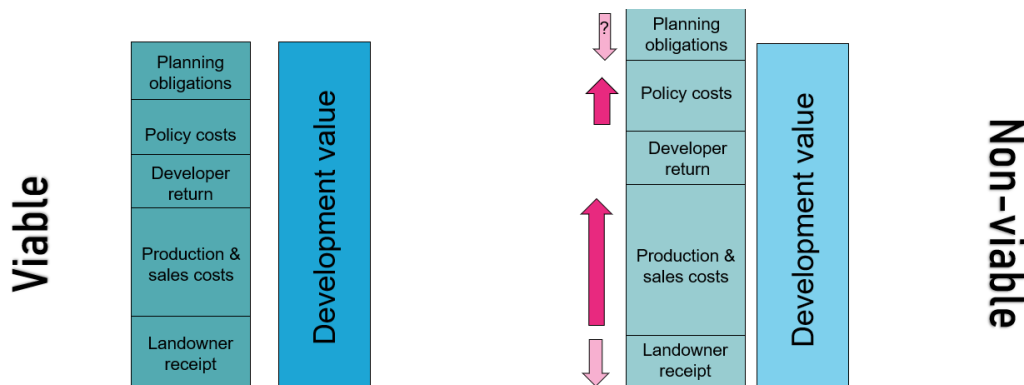 Viable
Planning
obligations
Policy costs
Developer
return
Production &
sales costs
Landowner
receipt
Development value
?
Planning
obligations
Policy costs
Developer
return
Production &
sales costs
Landowner
receipt
Development value
Non-viable